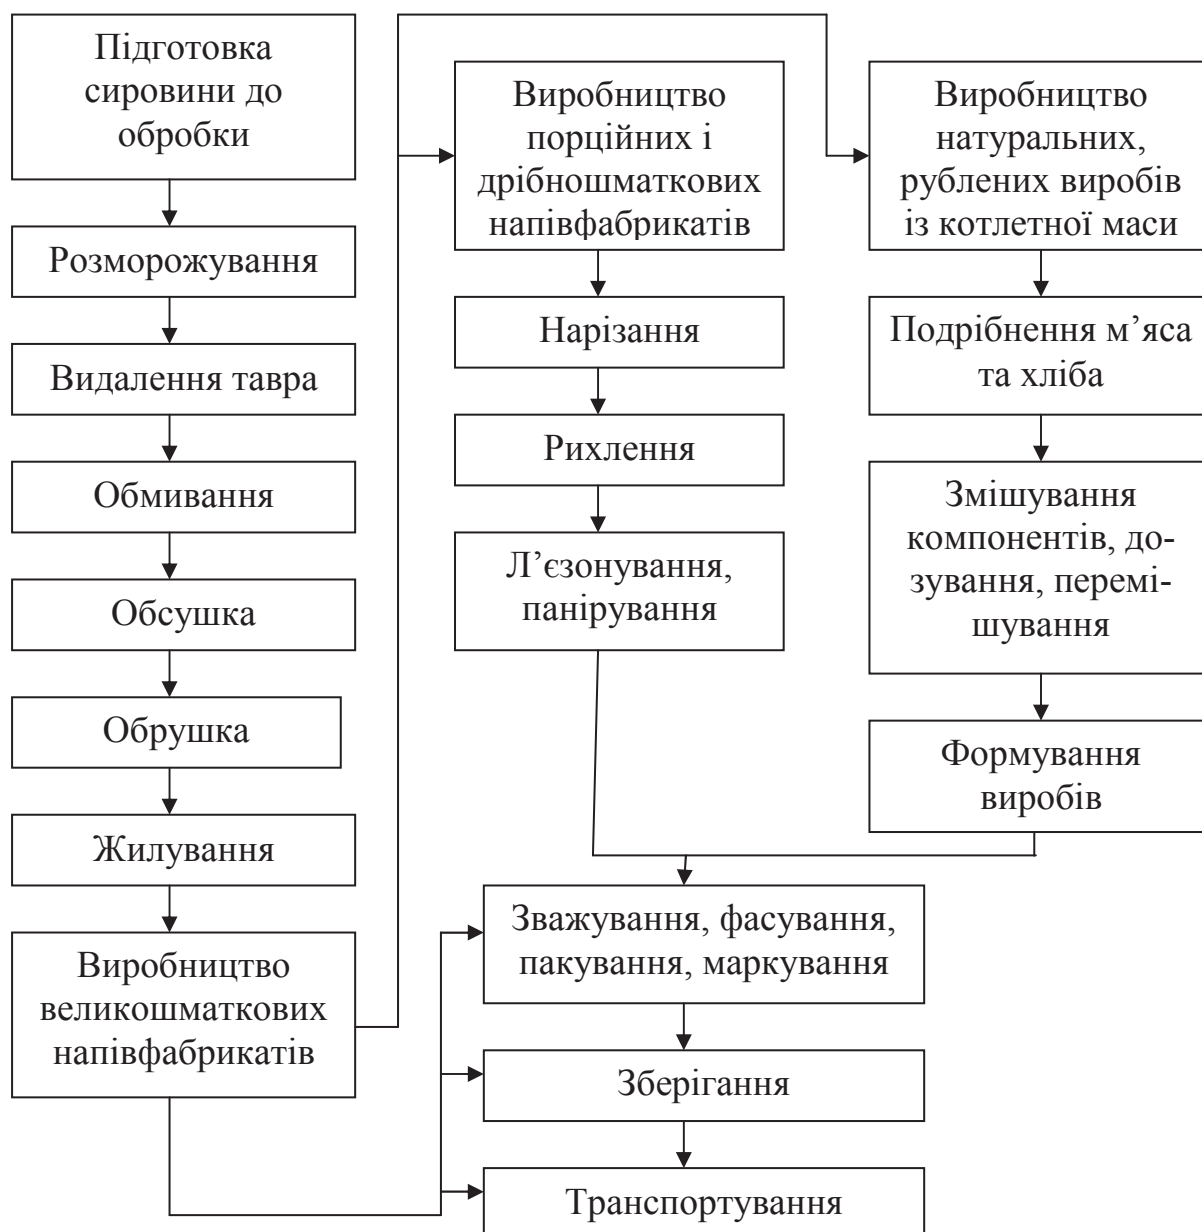 Підготовка
сировини до
обробки
Розморожування
Видалення тавра
Обмивання
Обсушка
Обрушка
Жилування
Виробництво
великошматкових
напівфабрикатів
Виробництво
порційних і
дрібношматкових
напівфабрикатів
Нарізання
Рихлення
Л’єзонування,
панірування
Виробництво
натуральних,
рублених виробів
із котлетної маси
Подрібнення м’яса
та хліба
Змішування
компонентів, до-
зування, перемі-
шування
Формування
виробів
Зважування, фасування,
пакування, маркування
Зберігання
Транспортування